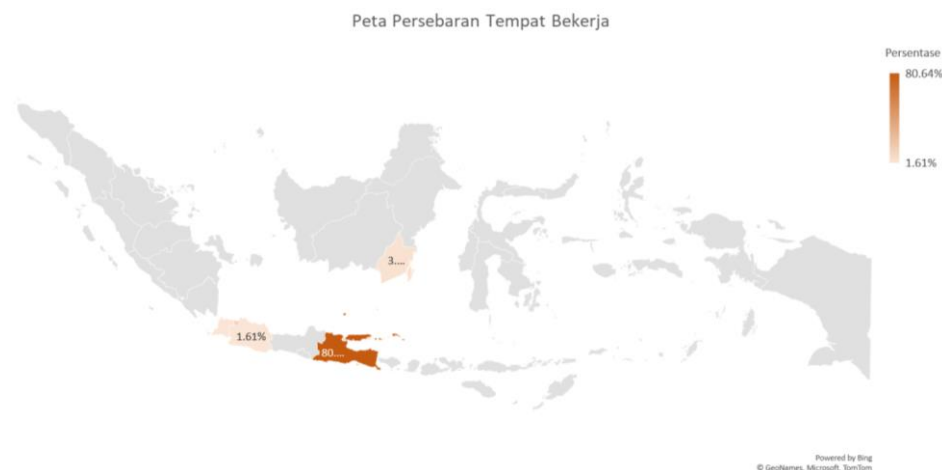 Peta Persebaran Tempat Bekerja
Persentase
80.64%
1.61%
3....
1.61%
80....
Powered by Bing
© GeoNames, Microsoft, TomTom